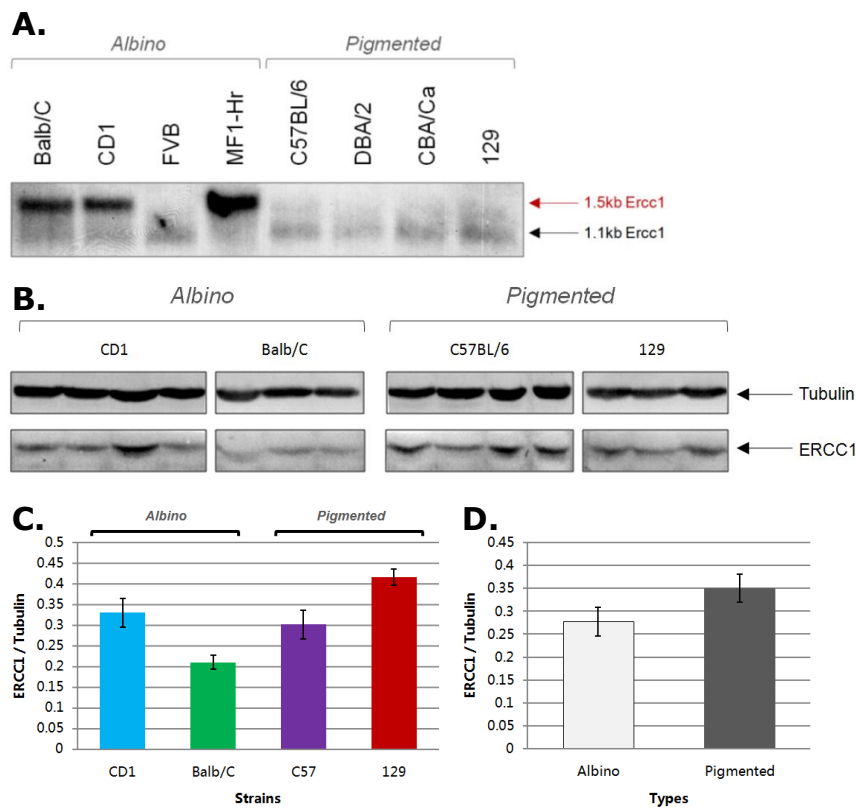 A.
Albino
Pigmented
Balb/C
CD1
FVB
MF1-Hr
C57BL/6
DBA/2
CBA/Ca
129
1.5kb Ercc1
1.1kb Ercc1
B.
Albino
Pigmented
CD1
Balb/C
C57BL/6
129
Tubulin
ERCC1
C.
Albino
Pigmented
ERCC1 / Tubulin
0.5
0.45
0.4
0.35
0.3
0.25
0.2
0.15
0.1
0.05
0
CD1
Balb/C
C57
129
Strains
D.
ERCC1 / Tubulin
0.45
0.4
0.35
0.3
0.25
0.2
0.15
0.1
0.05
0
Albino
Pigmented
Types